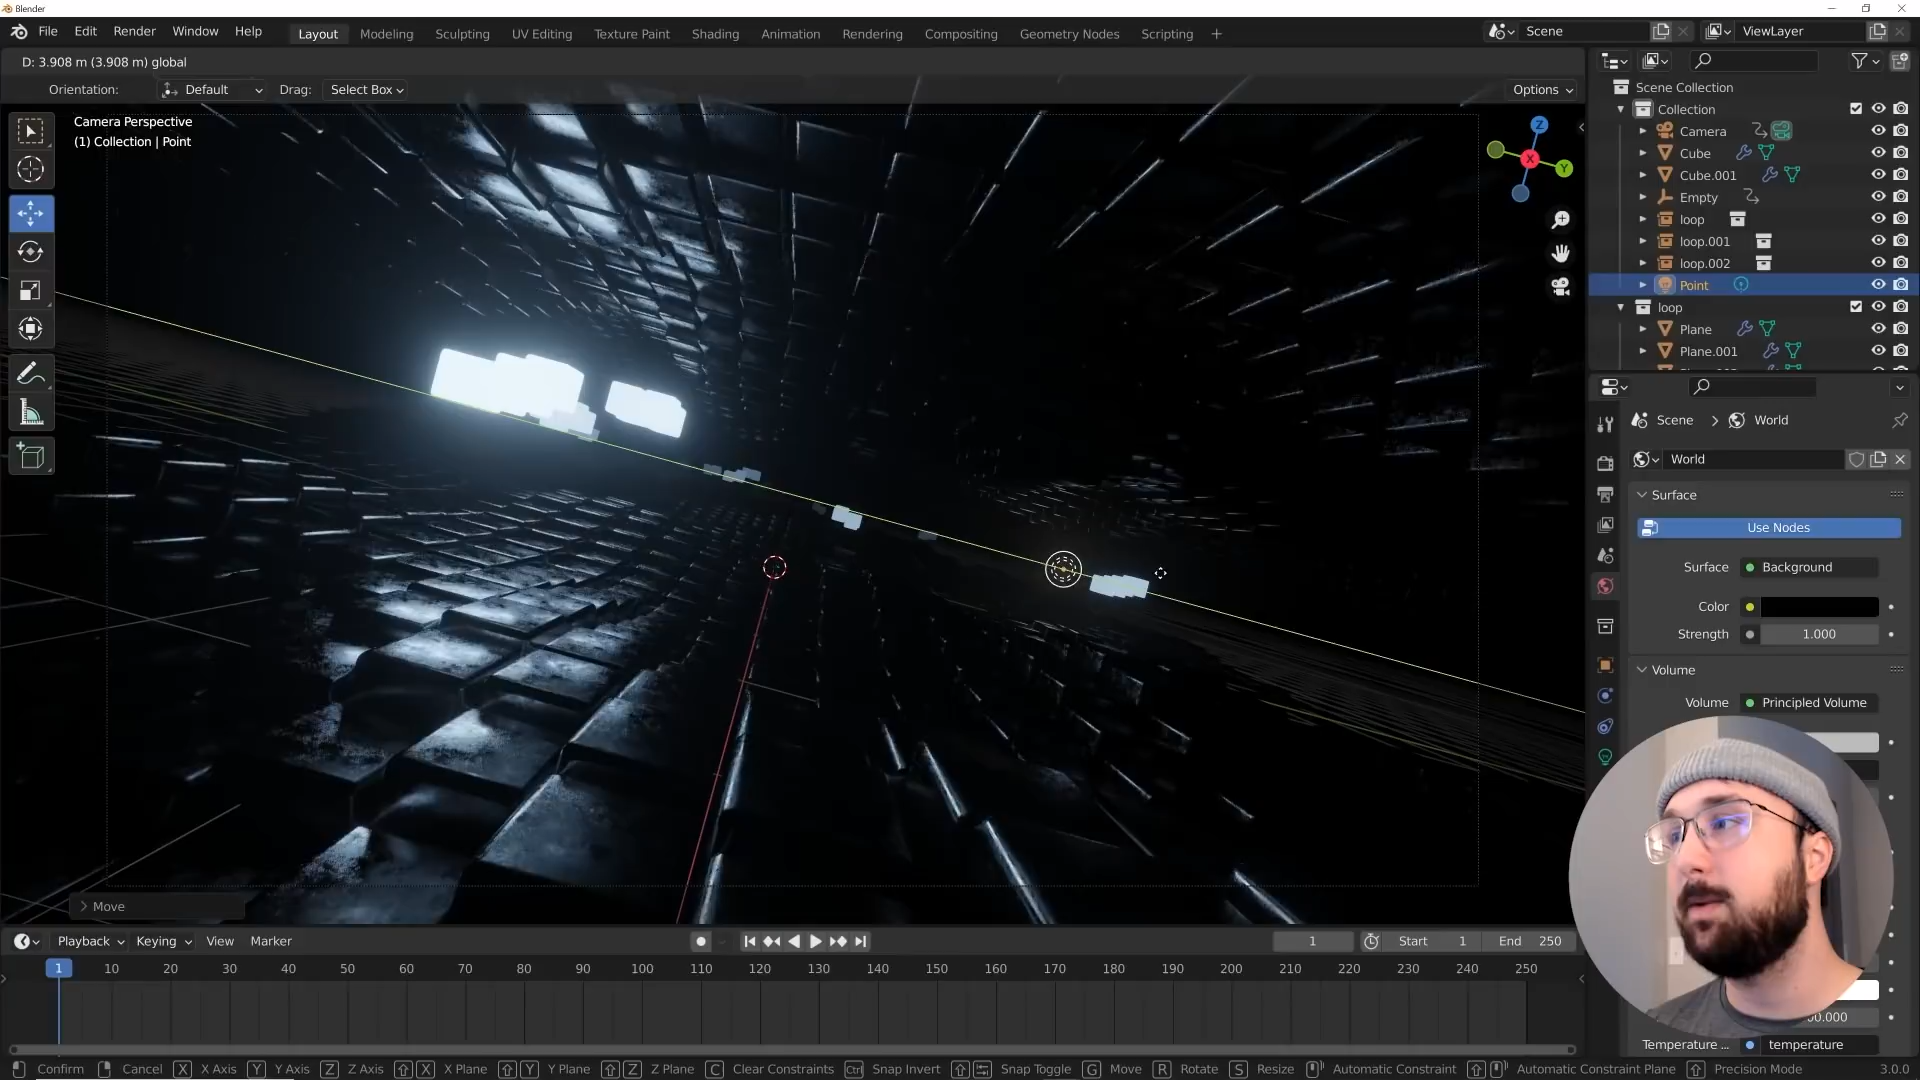 Blender
File Edit Render Window Help
Layout Modeling Sculpting UV Editing Texture Paint Shading Animation Rendering Compositing Geometry Nodes Scripting +
Scene
ViewLayer
D: 3.908 m (3.908 m) global
Orientation: Default Drag: Select Box
Options
Camera Perspective
(1) Collection | Point
Z
X
Y
Scene Collection
Collection
Camera
Cube
Cube.001
Empty
loop
loop.001
loop.002
Point
loop
Plane
Plane.001
Scene > World
World
Surface
Use Nodes
Surface Background
Color
Strength 1.000
Volume
Volume Principled Volume
00.000
Temperature ... temperature
Move
Playback Keying View Marker
1
Start 1
End 250
1 10 20 30 40 50 60 70 80 90 100 110 120 130 140 150 160 170 180 190 200 210 220 230 240 250
Confirm Cancel X X Axis Y Y Axis Z Z Axis X X Plane Y Y Plane Z Z Plane C Clear Constraints Ctrl Snap Invert Snap Toggle G Move R Rotate S Resize Automatic Constraint Automatic Constraint Plane Precision Mode 3.0.0